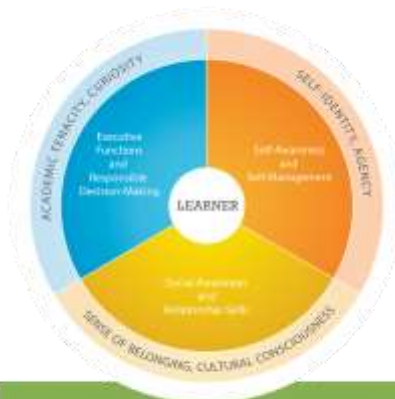 ACADEMIC TENACITY, CURIOSITY
SELF-IDENTITY, AGENCY
Executive
Functions
and
Responsible
Decision-Making
Self-Awareness
and
Self-Management
LEARNER
Social Awareness
and
Relationship Skills
SENSE OF BELONGING, CULTURAL CONSCIOUSNESS